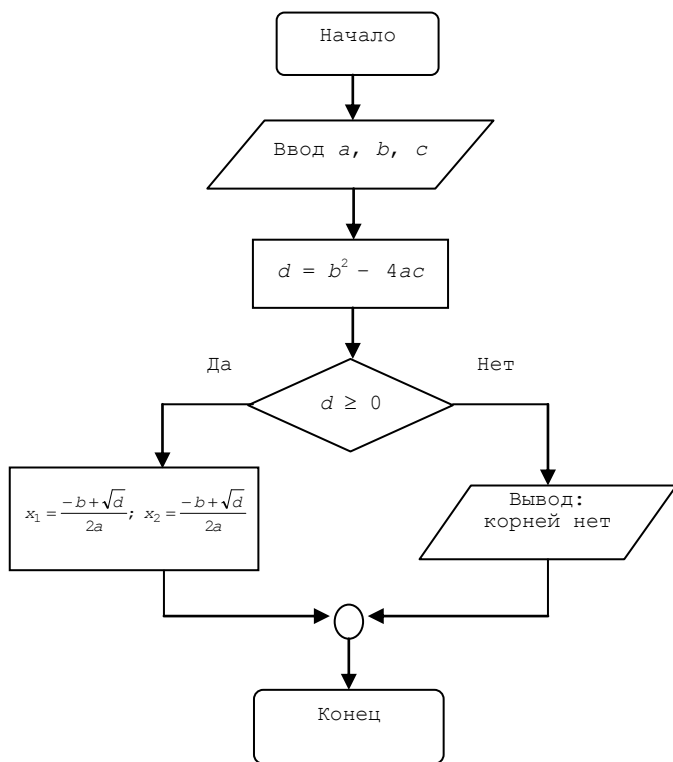 Начало
Ввод a, b, c
d = b² – 4ac
Да
Нет
d ≥ 0
x₁ = (−b + √d) / 2a; x₂ = (−b + √d) / 2a
Вывод:
корней нет
Конец